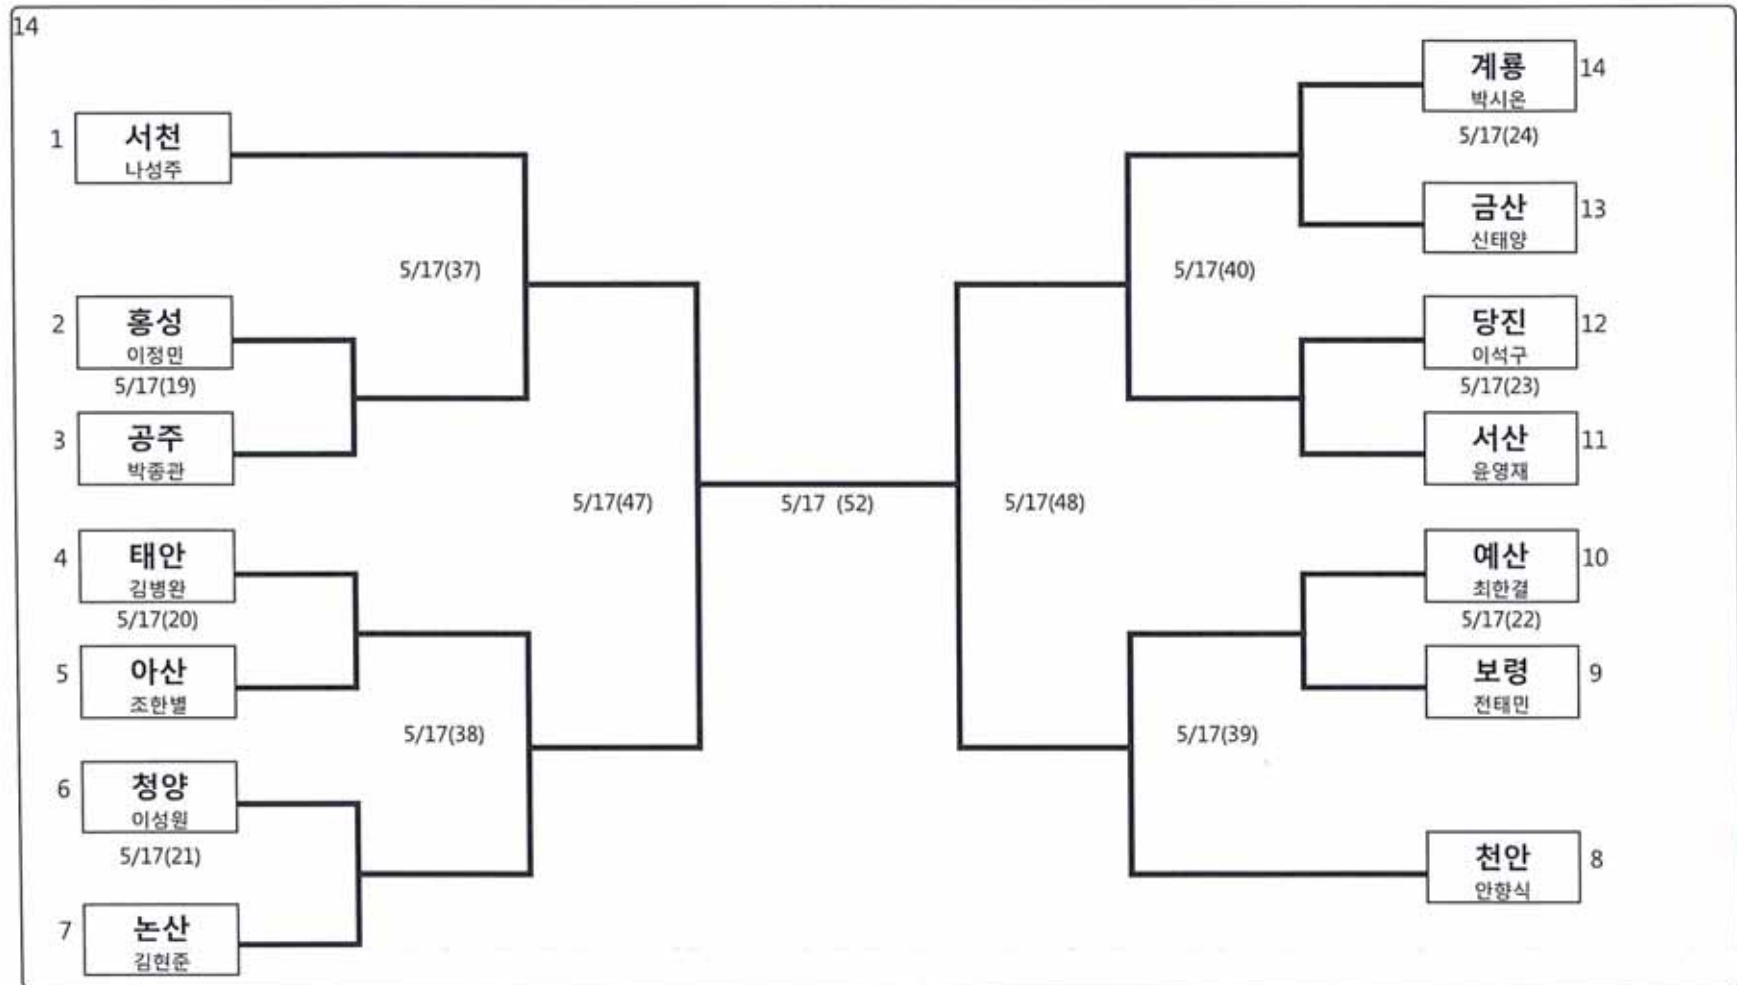 14
1
서천
나성주
5/17(37)
2
홍성
이정민
5/17(19)
3
공주
박종관
5/17(47)
4
태안
김병완
5/17(20)
5
아산
조한별
5/17(38)
6
청양
이성원
5/17(21)
7
논산
김현준
5/17 (52)
계룡
14
박시온
5/17(24)
금산
13
신태양
5/17(40)
당진
12
이석구
5/17(23)
서산
11
윤영재
5/17(48)
예산
10
최한결
5/17(22)
보령
9
전태민
5/17(39)
천안
8
안향식